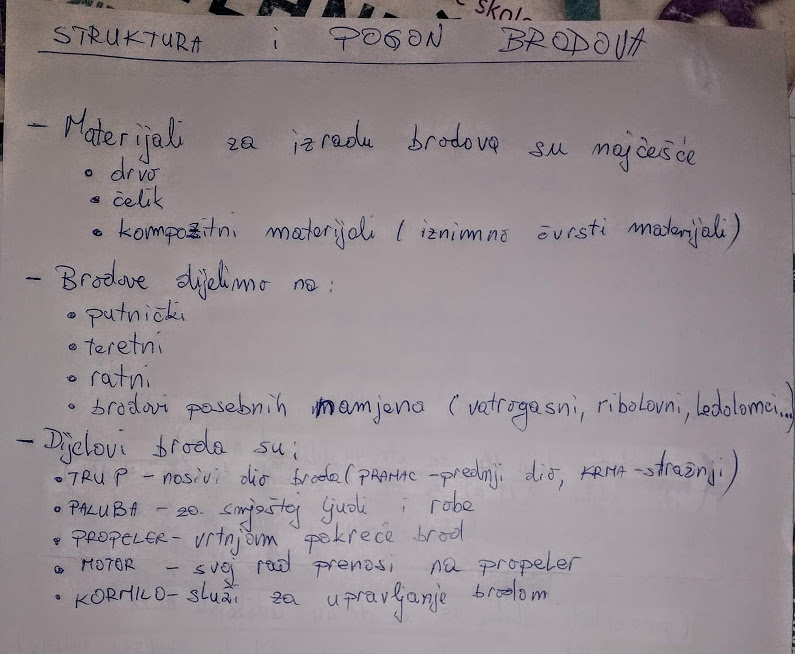 škola
STRUKTURA i POGON BRODOVA
- Materijali za izradu brodova su najčešće
• drvo
• čelik
• kompozitni materijali (iznimno čvrsti materijali)
- Brodove dijelimo na:
• putnički
• teretni
• ratni
• brodovi posebnih namjena (vatrogasni, ribolovni, ledolomci...)
- Dijelovi broda su:
• TRUP - nosivi dio broda (PRAMAC - prednji dio, KRMA - stražnji)
• PALUBA - za smještaj ljudi i robe
• PROPELER - vrtnjom pokreće brod
• MOTOR - svoj rad prenosi na propeler
• KORMILO - služi za upravljanje brodom